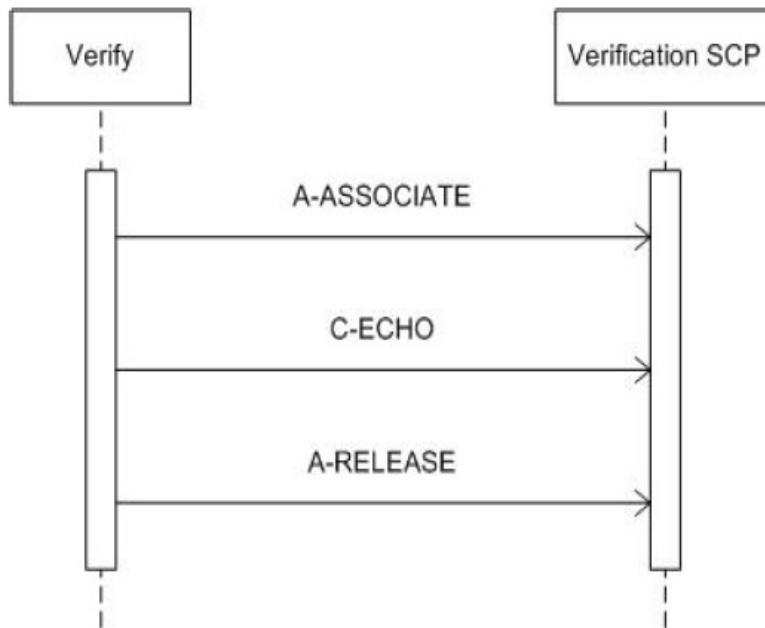 Verify
Verification SCP
A-ASSOCIATE
C-ECHO
A-RELEASE